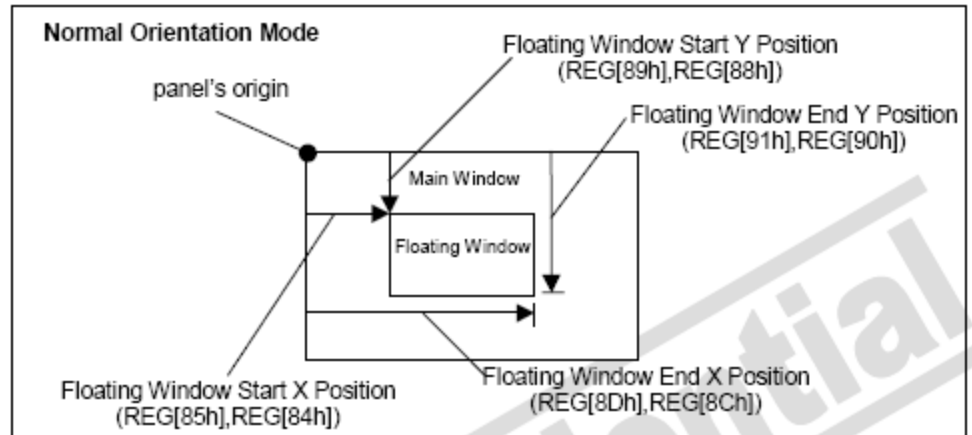 Normal Orientation Mode
Floating Window Start Y Position
(REG[89h],REG[88h])
panel's origin
Floating Window End Y Position
(REG[91h],REG[90h])
Main Window
Floating Window
Floating Window Start X Position
(REG[85h],REG[84h])
Floating Window End X Position
(REG[8Dh],REG[8Ch])